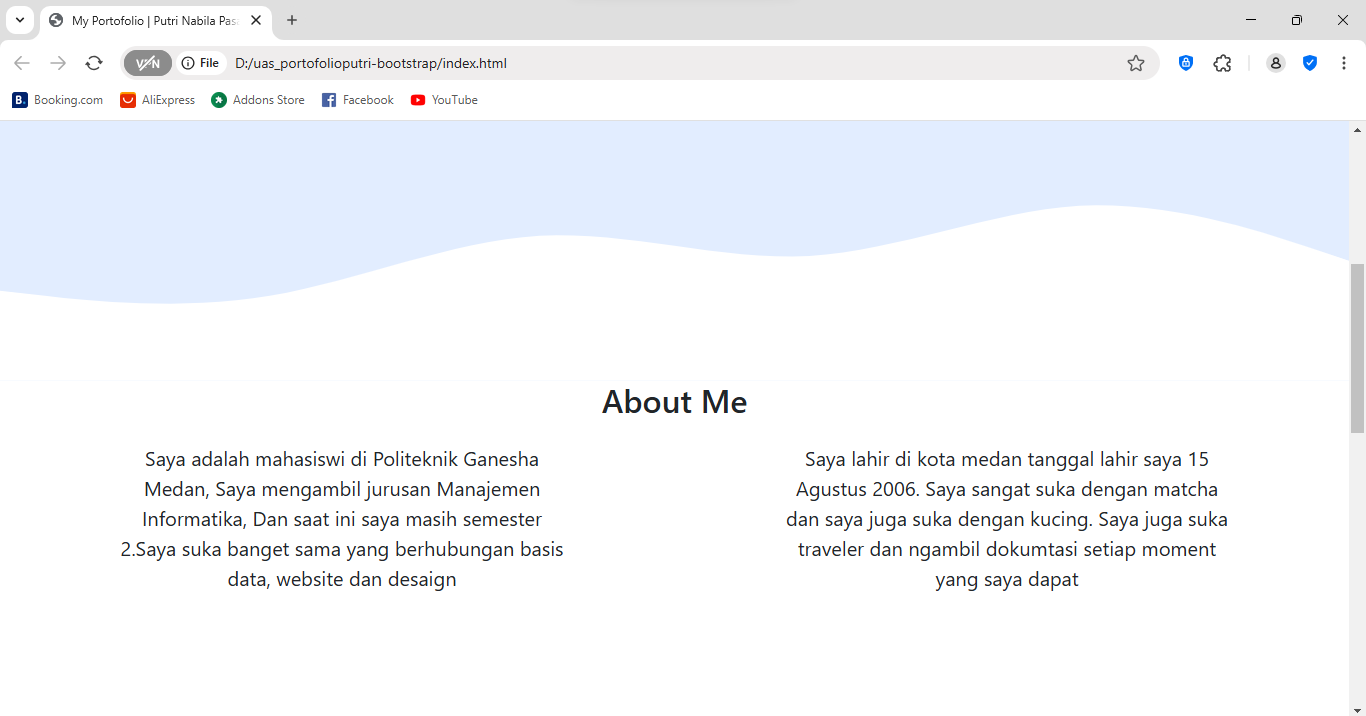 My Portofolio | Putri Nabila Pas
VPN
File
D:/uas_portofolioputri-bootstrap/index.html
B. Booking.com
AliExpress
Addons Store
Facebook
YouTube
About Me
Saya adalah mahasiswi di Politeknik Ganesha
Medan, Saya mengambil jurusan Manajemen
Informatika, Dan saat ini saya masih semester
2.Saya suka banget sama yang berhubungan basis
data, website dan desaign
Saya lahir di kota medan tanggal lahir saya 15
Agustus 2006. Saya sangat suka dengan matcha
dan saya juga suka dengan kucing. Saya juga suka
traveler dan ngambil dokumtasi setiap moment
yang saya dapat